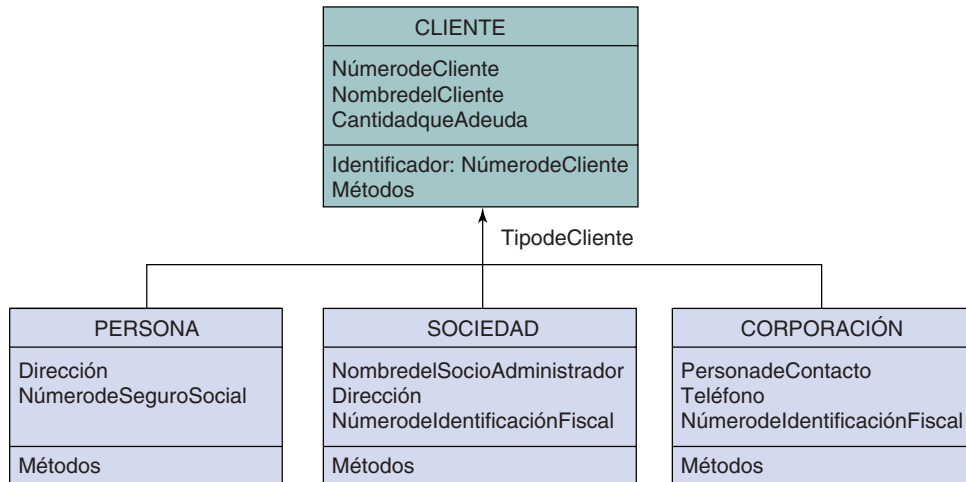 CLIENTE
NúmerodeCliente
NombredelCliente
CantidadqueAdeuda
Identificador: NúmerodeCliente
Métodos
TipodeCliente
PERSONA
Dirección
NúmerodeSeguroSocial
Métodos
SOCIEDAD
NombredelSocioAdministrador
Dirección
NúmerodeIdentificaciónFiscal
Métodos
CORPORACIÓN
PersonadeContacto
Teléfono
NúmerodeIdentificaciónFiscal
Métodos